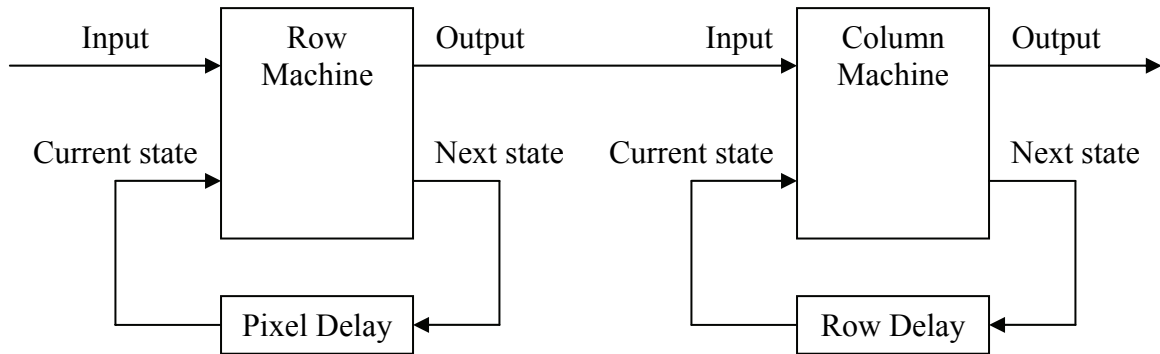 Input
Row
Machine
Output
Input
Column
Machine
Output
Current state
Next state
Current state
Next state
Pixel Delay
Row Delay